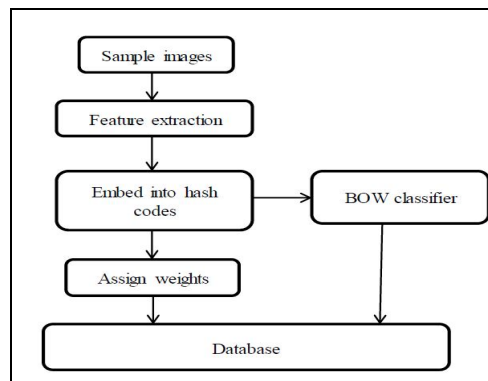 Sample images
Feature extraction
Embed into hash
codes
BOW classifier
Assign weights
Database